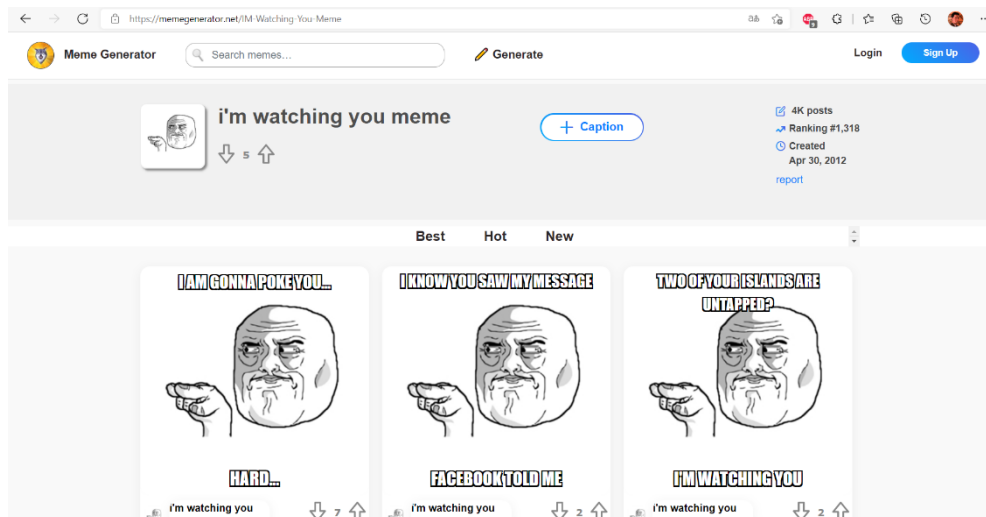 https://memegenerator.net/IM-Watching-You-Meme
Meme Generator
Search memes...
Generate
Login
Sign Up
i'm watching you meme
5
+ Caption
4K posts
Ranking #1,318
Created
Apr 30, 2012
report
Best Hot New
I AM GONNA POKE YOU...
HARD...
i'm watching you
7
I KNOW YOU SAW MY MESSAGE
FACEBOOK TOLD ME
i'm watching you
2
TWO OF YOUR ISLANDS ARE
UNTAPPED?
I'M WATCHING YOU
i'm watching you
2